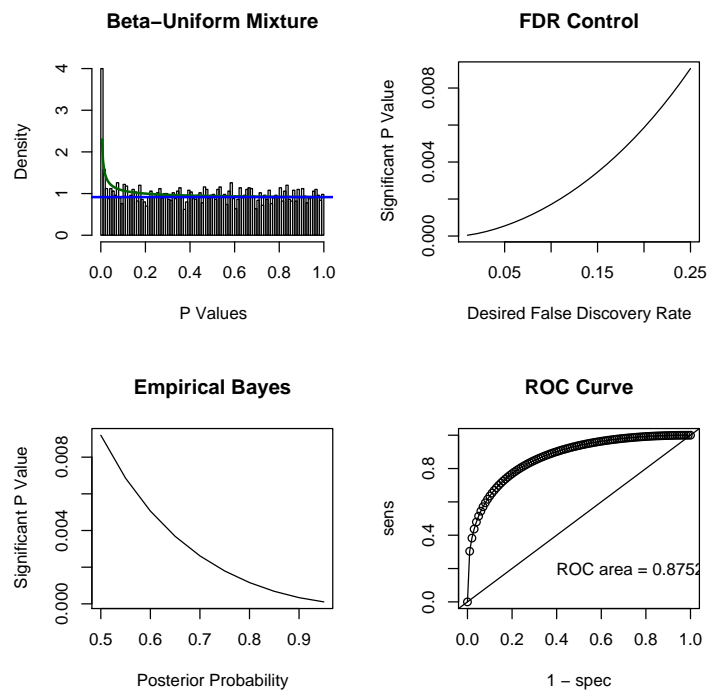 Beta−Uniform Mixture
Density
0 1 2 3 4
0.0 0.2 0.4 0.6 0.8 1.0
P Values
FDR Control
Significant P Value
0.000 0.004 0.008
0.05 0.15 0.25
Desired False Discovery Rate
Empirical Bayes
Significant P Value
0.000 0.004 0.008
0.5 0.6 0.7 0.8 0.9
Posterior Probability
ROC Curve
sens
0.0 0.4 0.8
ROC area = 0.8752
0.0 0.2 0.4 0.6 0.8 1.0
1 − spec